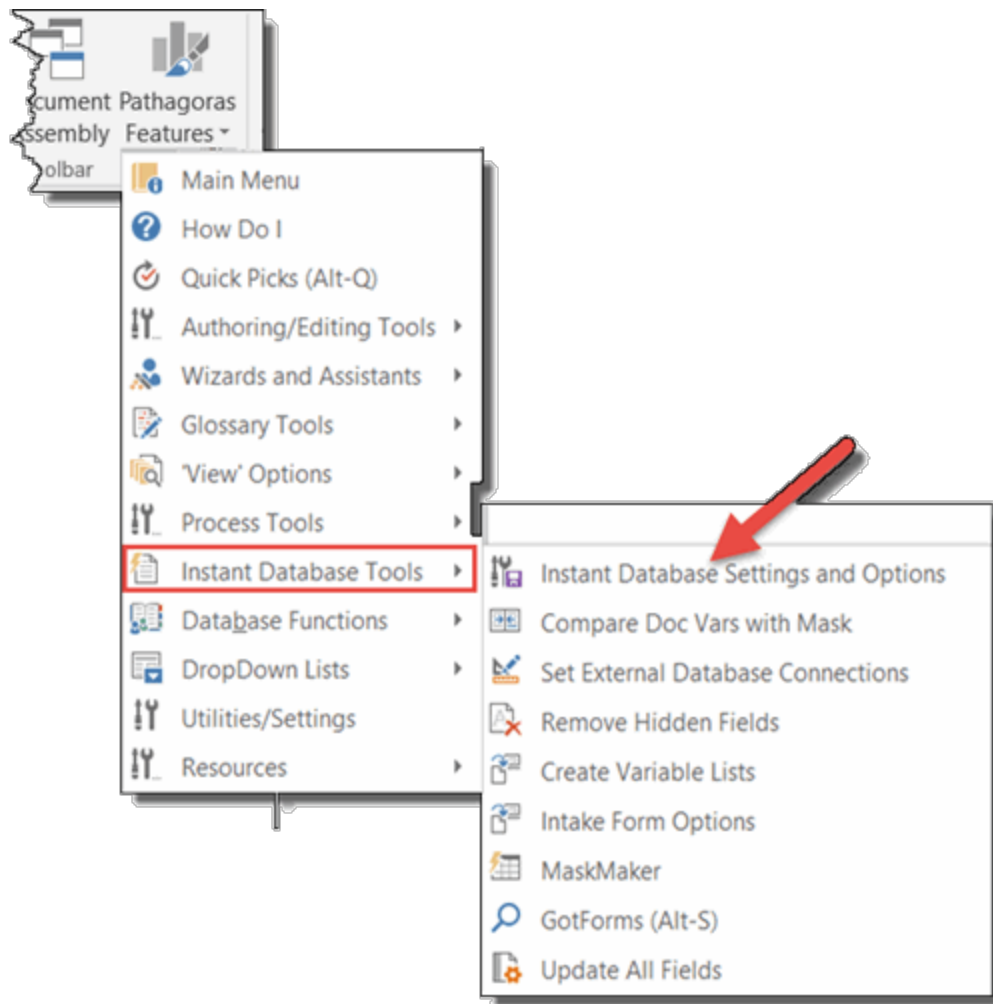 cument Pathagoras
ssembly Features
olbar
Main Menu
How Do I
Quick Picks (Alt-Q)
Authoring/Editing Tools
Wizards and Assistants
Glossary Tools
'View' Options
Process Tools
Instant Database Tools
Database Functions
DropDown Lists
Utilities/Settings
Resources
Instant Database Settings and Options
Compare Doc Vars with Mask
Set External Database Connections
Remove Hidden Fields
Create Variable Lists
Intake Form Options
MaskMaker
GotForms (Alt-S)
Update All Fields